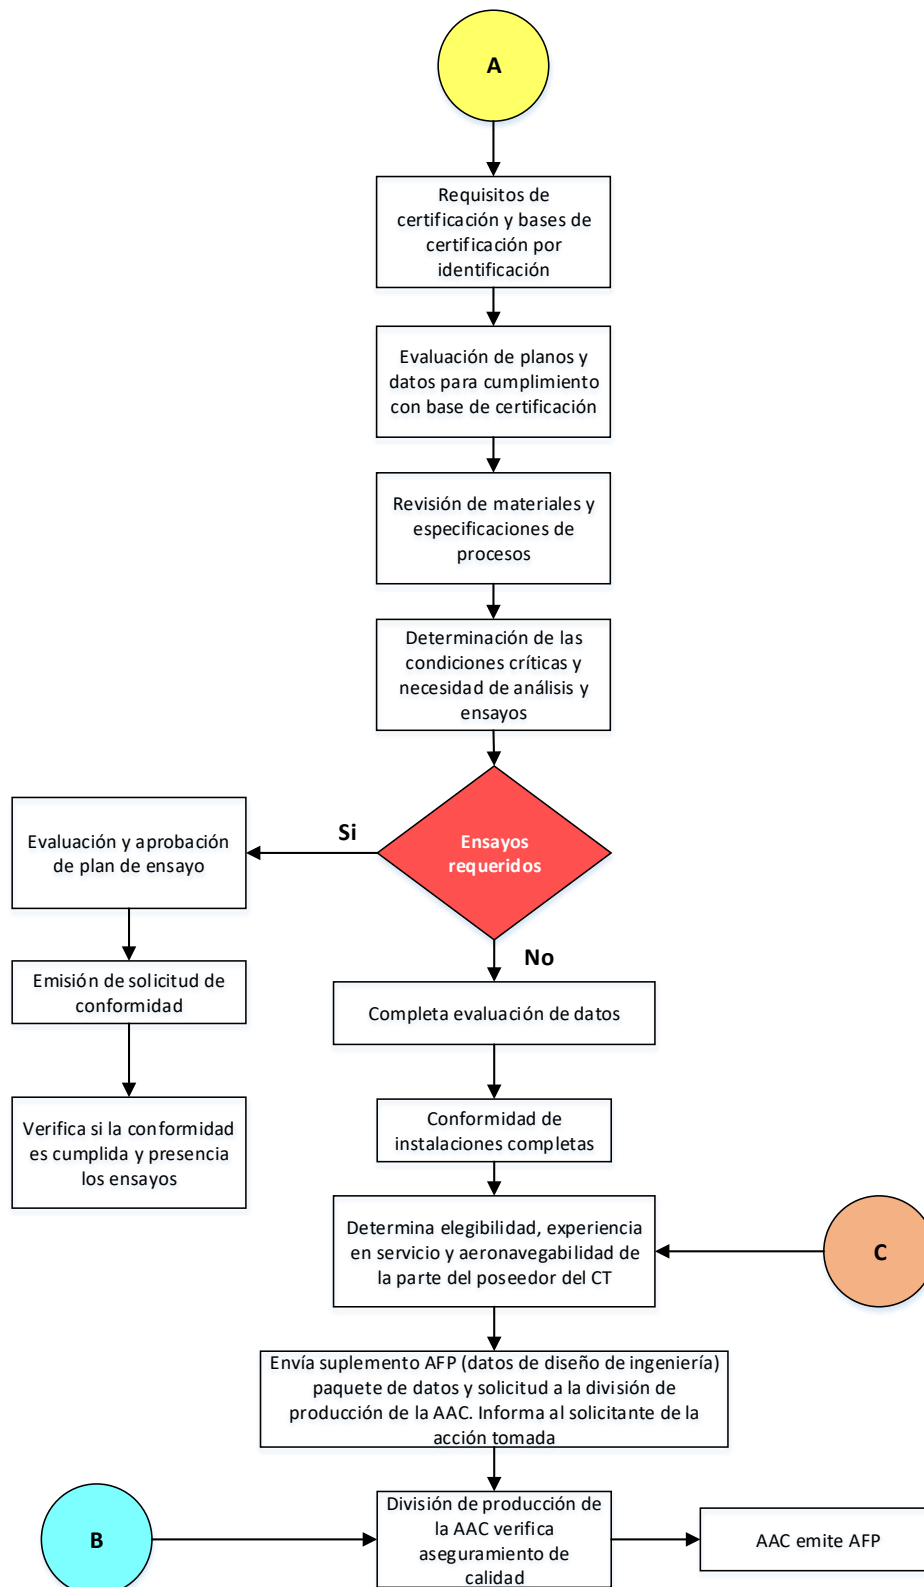 A
Requisitos de
certificación y bases de
certificación por
identificación
Evaluación de planos y
datos para cumplimiento
con base de certificación
Revisión de materiales y
especificaciones de
procesos
Determinación de las
condiciones críticas y
necesidad de análisis y
ensayos
Ensayos
requeridos
Si
No
Evaluación y aprobación
de plan de ensayo
Emisión de solicitud de
conformidad
Verifica si la conformidad
es cumplida y presencia
los ensayos
Completa evaluación de datos
Conformidad de
instalaciones completas
Determina elegibilidad, experiencia
en servicio y aeronavegabilidad de
la parte del poseedor del CT
C
Envía suplemento AFP (datos de diseño de ingeniería)
paquete de datos y solicitud a la división de
producción de la AAC. Informa al solicitante de la
acción tomada
B
División de producción de
la AAC verifica
aseguramiento de
calidad
AAC emite AFP